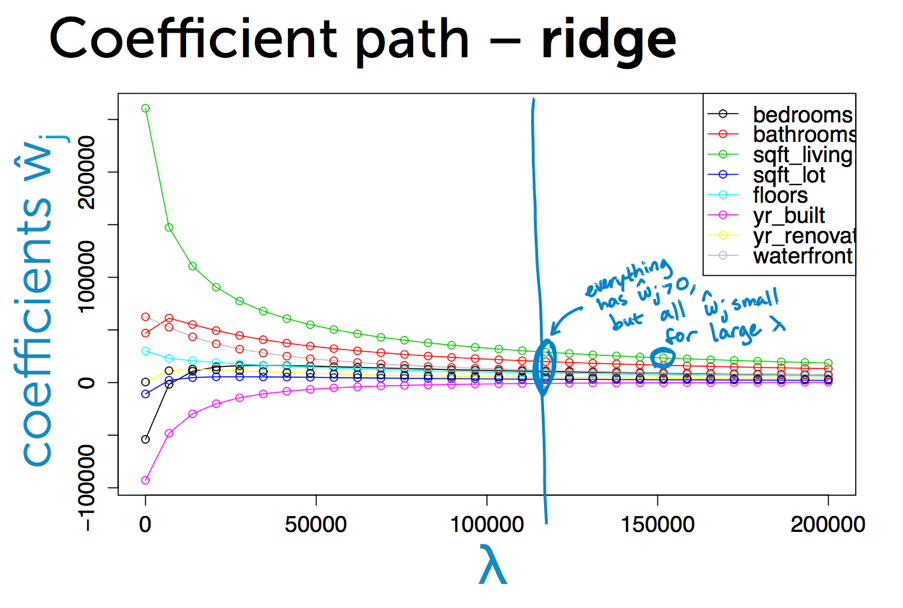 Coefficient path – ridge
coefficients ŵj
200000
100000
0
-100000
bedrooms
bathrooms
sqft_living
sqft_lot
floors
yr_built
yr_renovat
waterfront
everything
has ŵj>0,
but all ŵj small
for large λ
0
50000
100000
150000
200000
λ